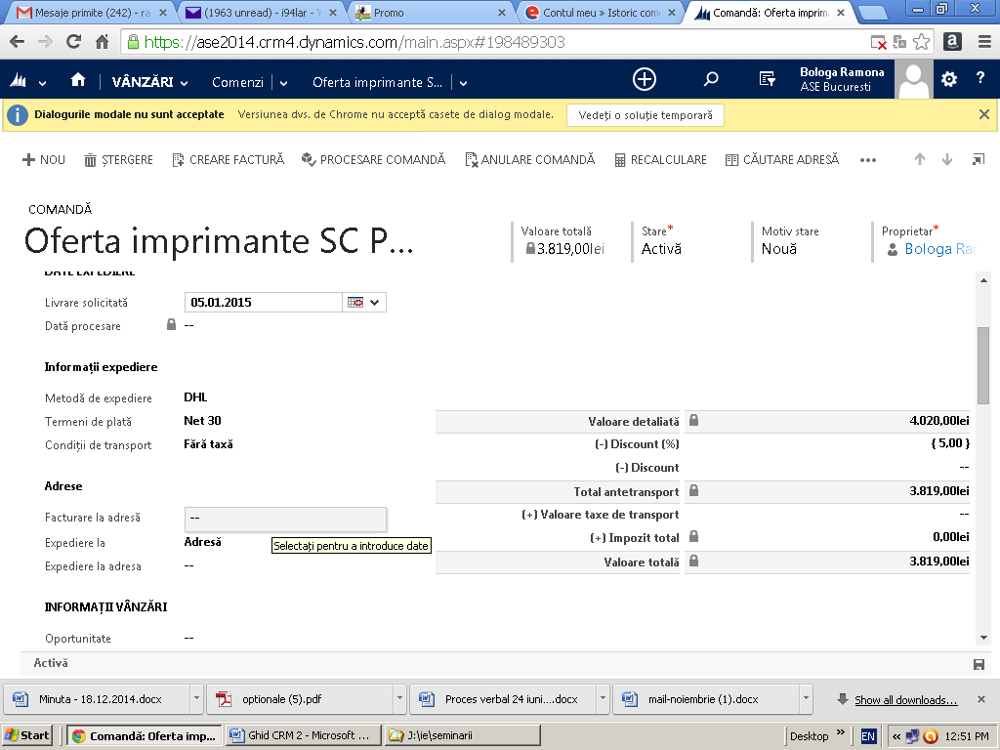 Mesaje primite (242) - ra
(1963 unread) - i94lar - Y
Promo
Contul meu » Istoric com
Comandă: Oferta imprim
https://ase2014.crm4.dynamics.com/main.aspx#198489303
VÂNZĂRI
Comenzi
Oferta imprimante S...
Bologa Ramona
ASE Bucuresti
Dialogurile modale nu sunt acceptate Versiunea dvs. de Chrome nu acceptă casete de dialog modale. Vedeți o soluție temporară
NOU
ȘTERGERE
CREARE FACTURĂ
PROCESARE COMANDĂ
ANULARE COMANDĂ
RECALCULARE
CĂUTARE ADRESĂ
COMANDĂ
Oferta imprimante SC P...
Valoare totală
3.819,00lei
Stare*
Activă
Motiv stare
Nouă
Proprietar*
Bologa Ram
DATE EXPEDIERE
Livrare solicitată 05.01.2015
Dată procesare --
Informații expediere
Metodă de expediere DHL
Termeni de plată Net 30
Condiții de transport Fără taxă
Adrese
Facturare la adresă --
Expediere la Adresă
Selectați pentru a introduce date
Expediere la adresa --
INFORMAȚII VÂNZĂRI
Oportunitate --
Valoare detaliată 4.020,00lei
(-) Discount (%) { 5,00 }
(-) Discount --
Total antetransport 3.819,00lei
(+) Valoare taxe de transport --
(+) Impozit total 0,00lei
Valoare totală 3.819,00lei
Activă
Minuta - 18.12.2014.docx
optionale (5).pdf
Proces verbal 24 iuni....docx
mail-noiembrie (1).docx
Show all downloads...
Start
Comandă: Oferta imp...
Ghid CRM 2 - Microsoft ...
J:\ie\seminarii
Desktop »
EN
«
12:51 PM